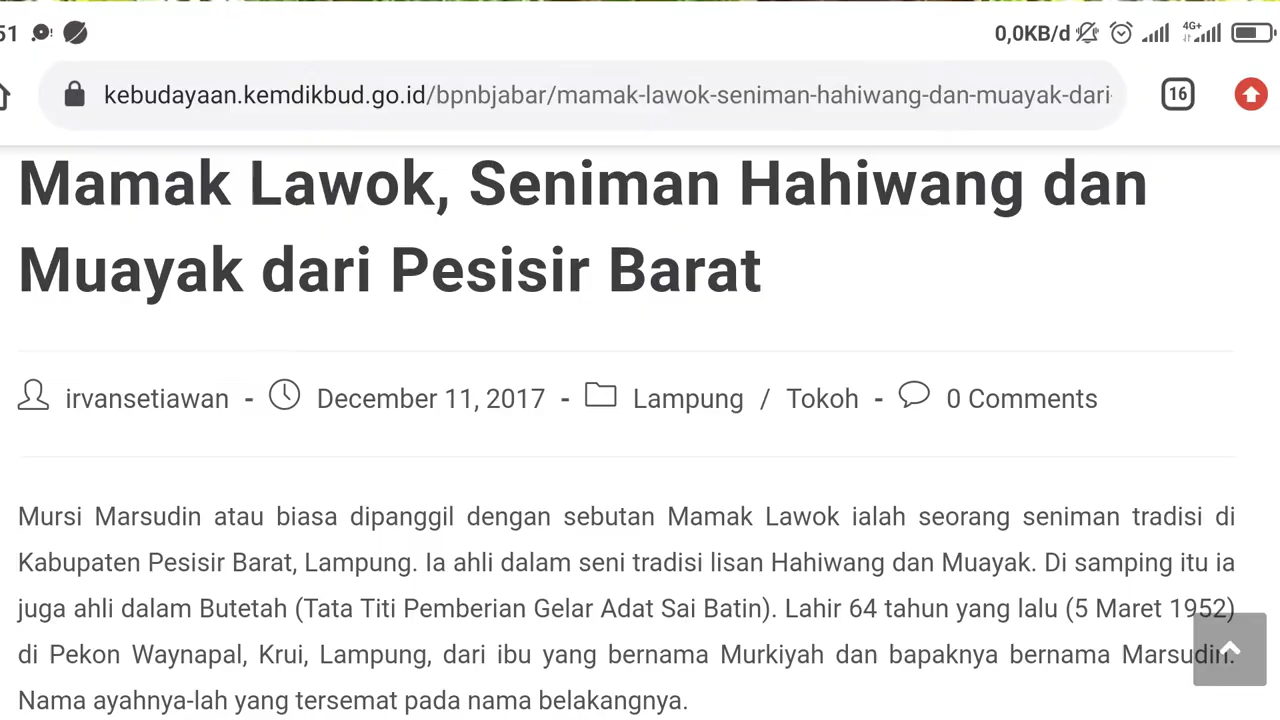 51
0,0KB/d 4G+
kebudayaan.kemdikbud.go.id/bpnbjabar/mamak-lawok-seniman-hahiwang-dan-muayak-dari-
16
Mamak Lawok, Seniman Hahiwang dan
Muayak dari Pesisir Barat
irvansetiawan - December 11, 2017 - Lampung / Tokoh - 0 Comments
Mursi Marsudin atau biasa dipanggil dengan sebutan Mamak Lawok ialah seorang seniman tradisi di
Kabupaten Pesisir Barat, Lampung. Ia ahli dalam seni tradisi lisan Hahiwang dan Muayak. Di samping itu ia
juga ahli dalam Butetah (Tata Titi Pemberian Gelar Adat Sai Batin). Lahir 64 tahun yang lalu (5 Maret 1952)
di Pekon Waynapal, Krui, Lampung, dari ibu yang bernama Murkiyah dan bapaknya bernama Marsudin.
Nama ayahnya-lah yang tersemat pada nama belakangnya.